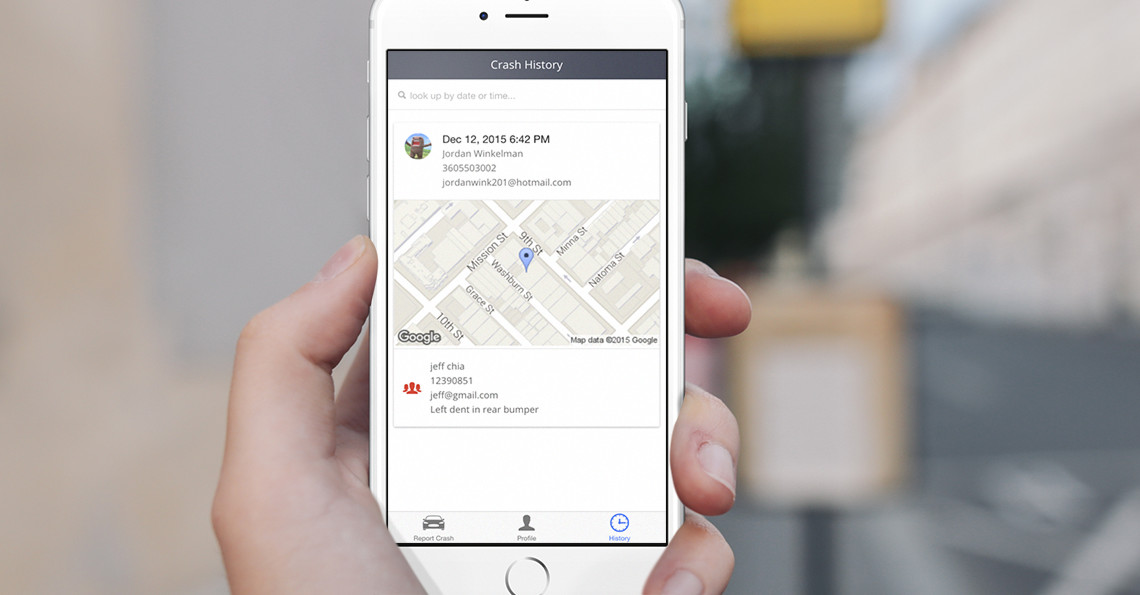 Crash History
look up by date or time...
Dec 12, 2015 6:42 PM
Jordan Winkelman
3605503002
jordanwink201@hotmail.com
Mission St
9th St
Minna St
Natoma St
Washburn St
Grace St
10th St
Google
Map data ©2015 Google
jeff chia
12390851
jeff@gmail.com
Left dent in rear bumper
Report Crash
Profile
History